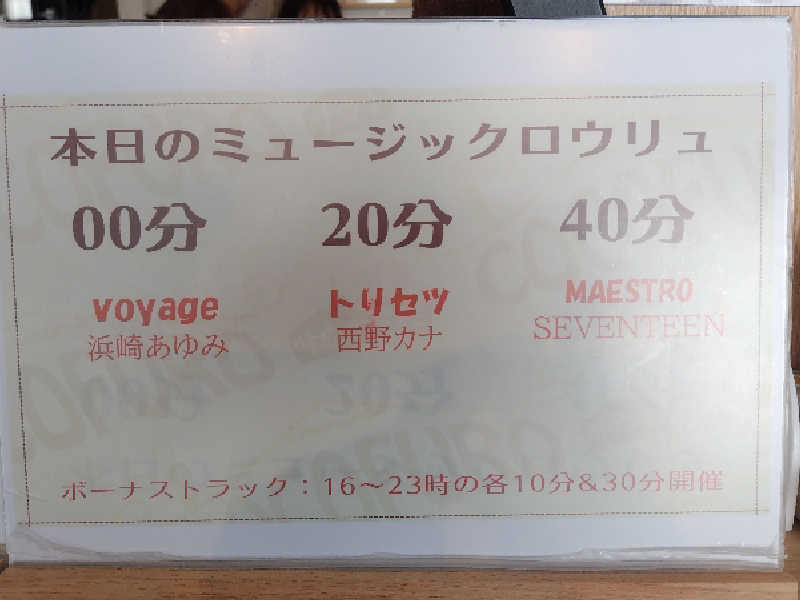 本日のミュージックロウリュ
00分 20分 40分
voyage トリセツ MAESTRO
浜崎あゆみ 西野カナ SEVENTEEN
ボーナストラック：16〜23時の各10分&30分開催